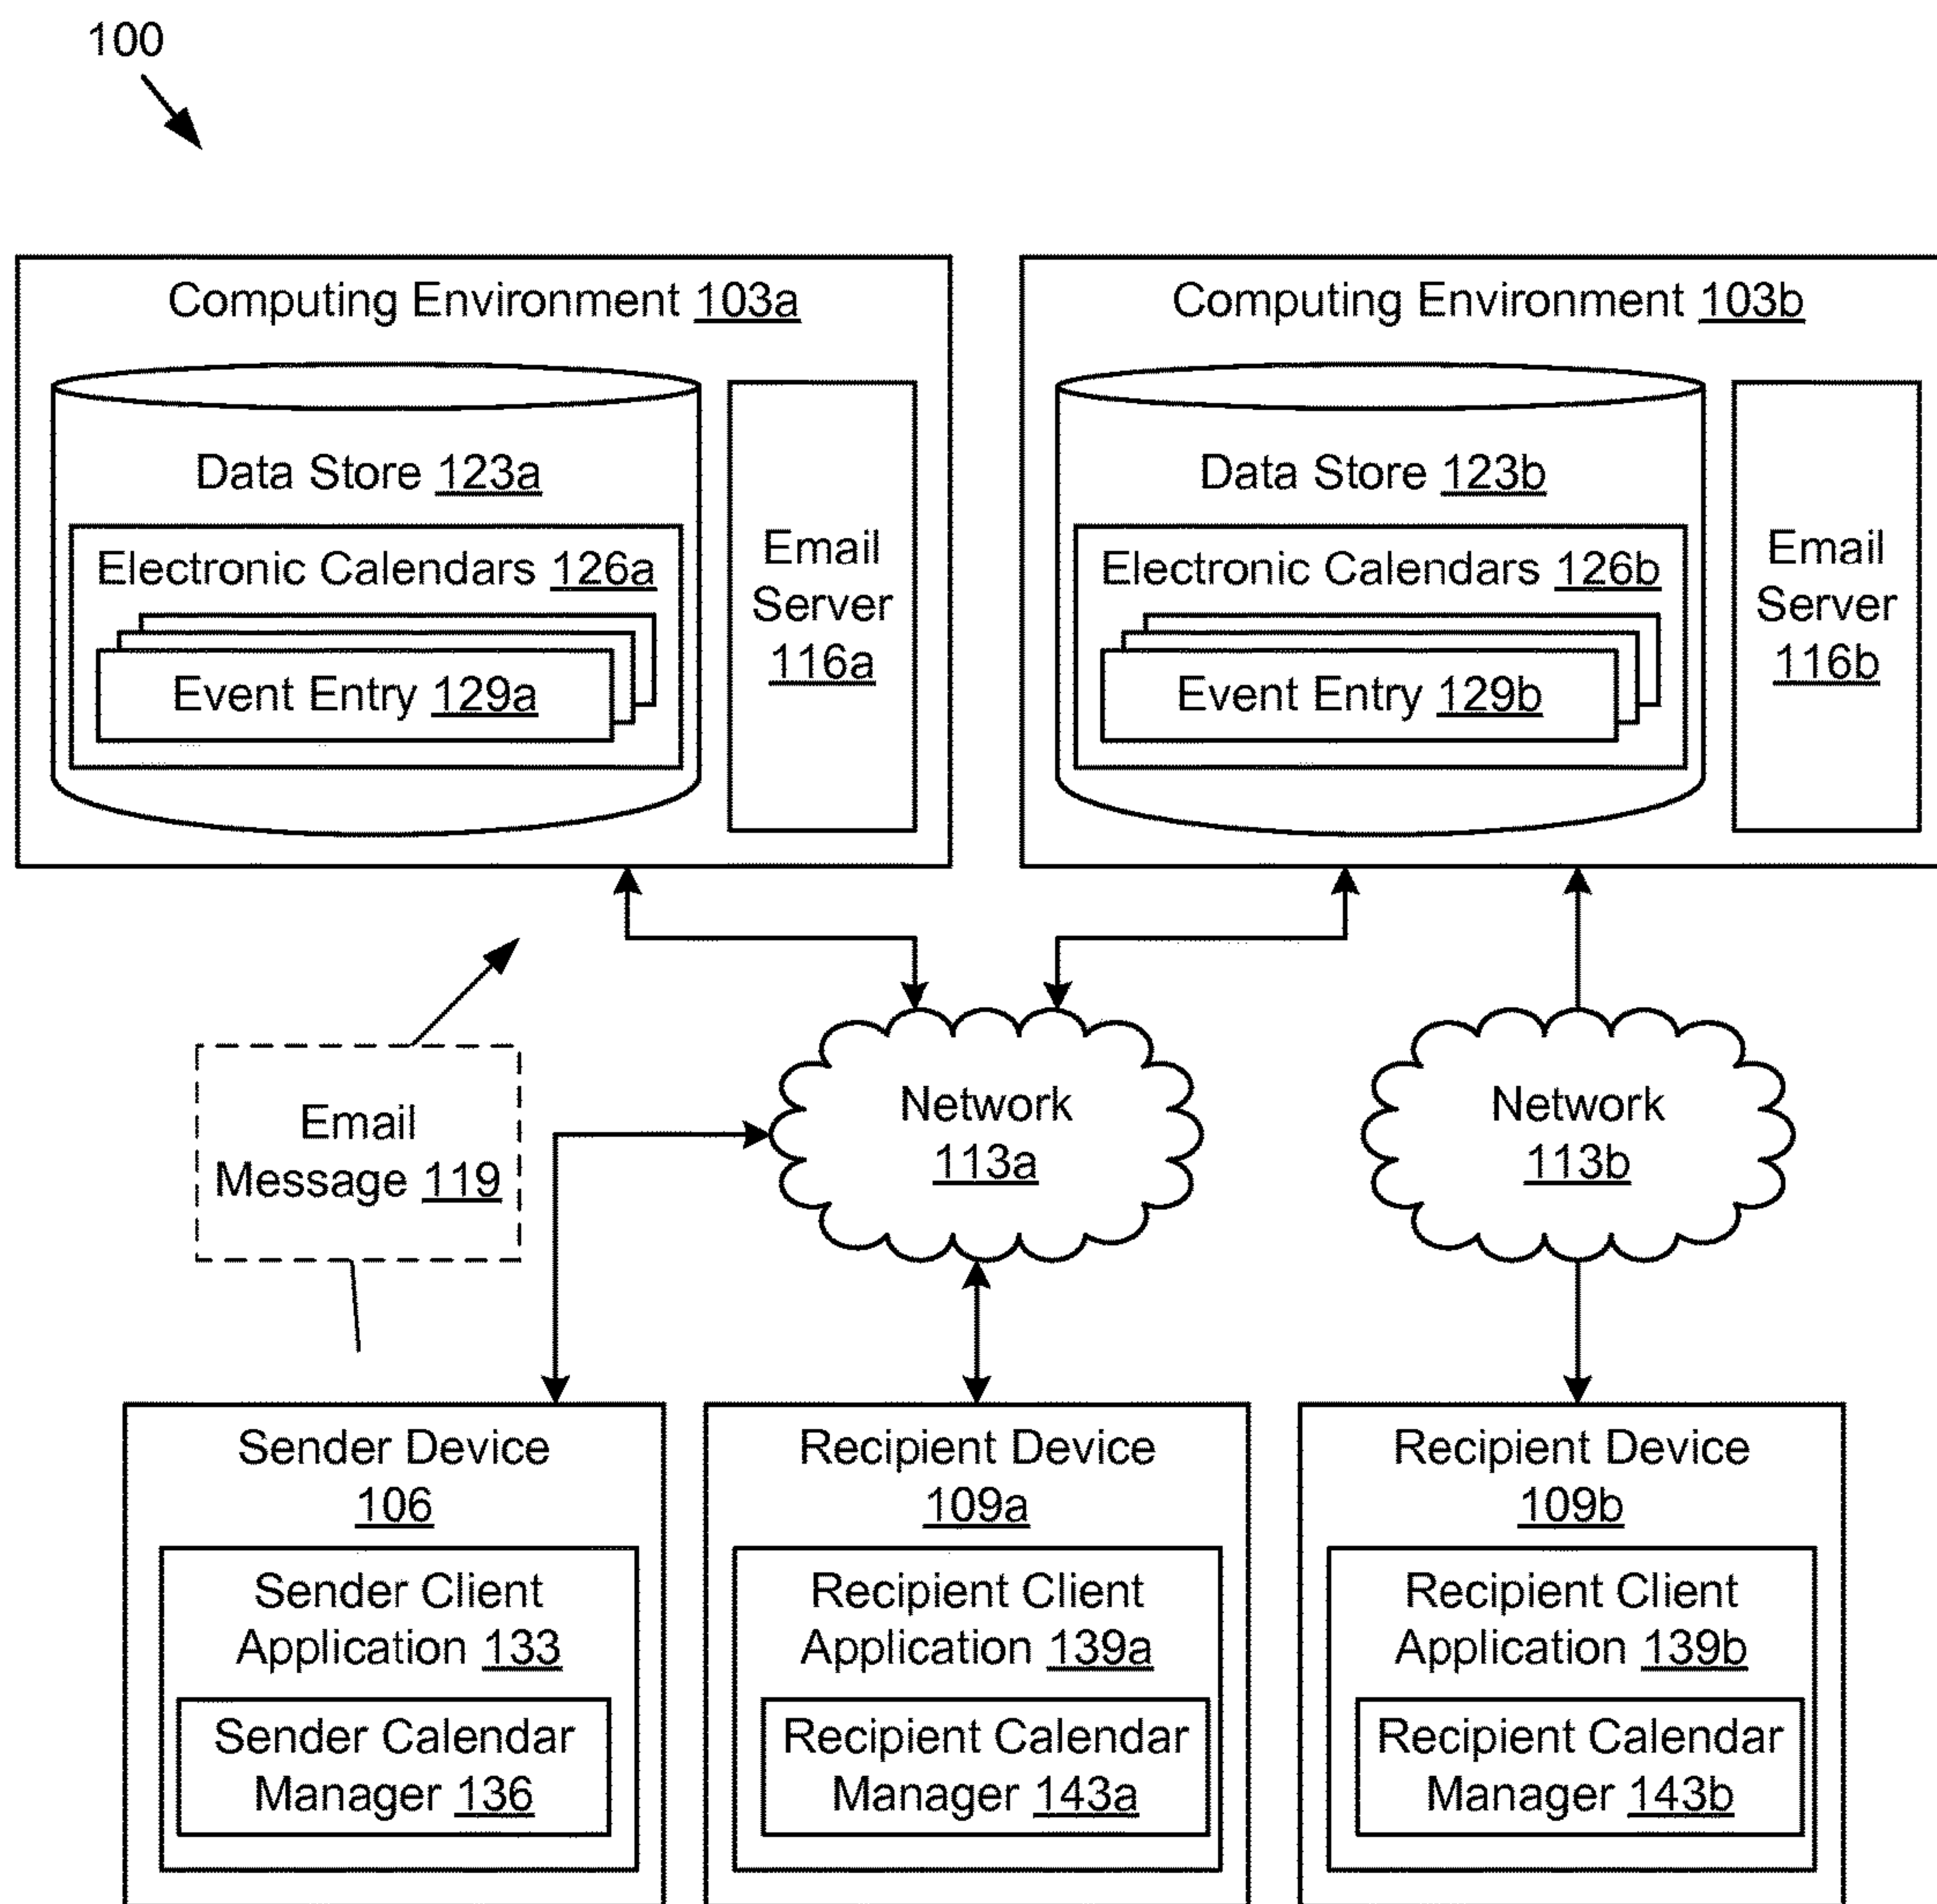 100
Computing Environment 103a
Data Store 123a
Electronic Calendars 126a
Event Entry 129a
Email
Server
116a
Computing Environment 103b
Data Store 123b
Electronic Calendars 126b
Event Entry 129b
Email
Server
116b
Email
Message 119
Network
113a
Network
113b
Sender Device
106
Sender Client
Application 133
Sender Calendar
Manager 136
Recipient Device
109a
Recipient Client
Application 139a
Recipient Calendar
Manager 143a
Recipient Device
109b
Recipient Client
Application 139b
Recipient Calendar
Manager 143b